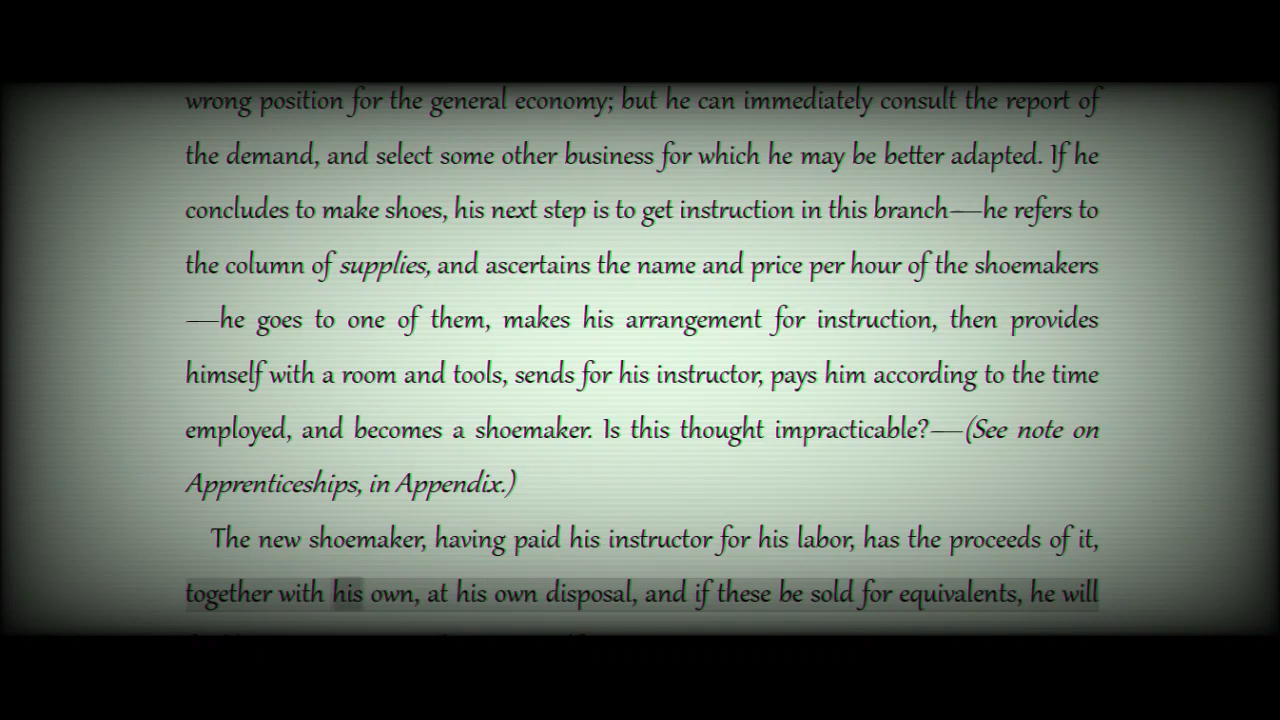 wrong position for the general economy; but he can immediately consult the report of
the demand, and select some other business for which he may be better adapted. If he
concludes to make shoes, his next step is to get instruction in this branch—he refers to
the column of supplies, and ascertains the name and price per hour of the shoemakers
—he goes to one of them, makes his arrangement for instruction, then provides
himself with a room and tools, sends for his instructor, pays him according to the time
employed, and becomes a shoemaker. Is this thought impracticable?—(See note on
Apprenticeships, in Appendix.)
The new shoemaker, having paid his instructor for his labor, has the proceeds of it,
together with his own, at his own disposal, and if these be sold for equivalents, he will